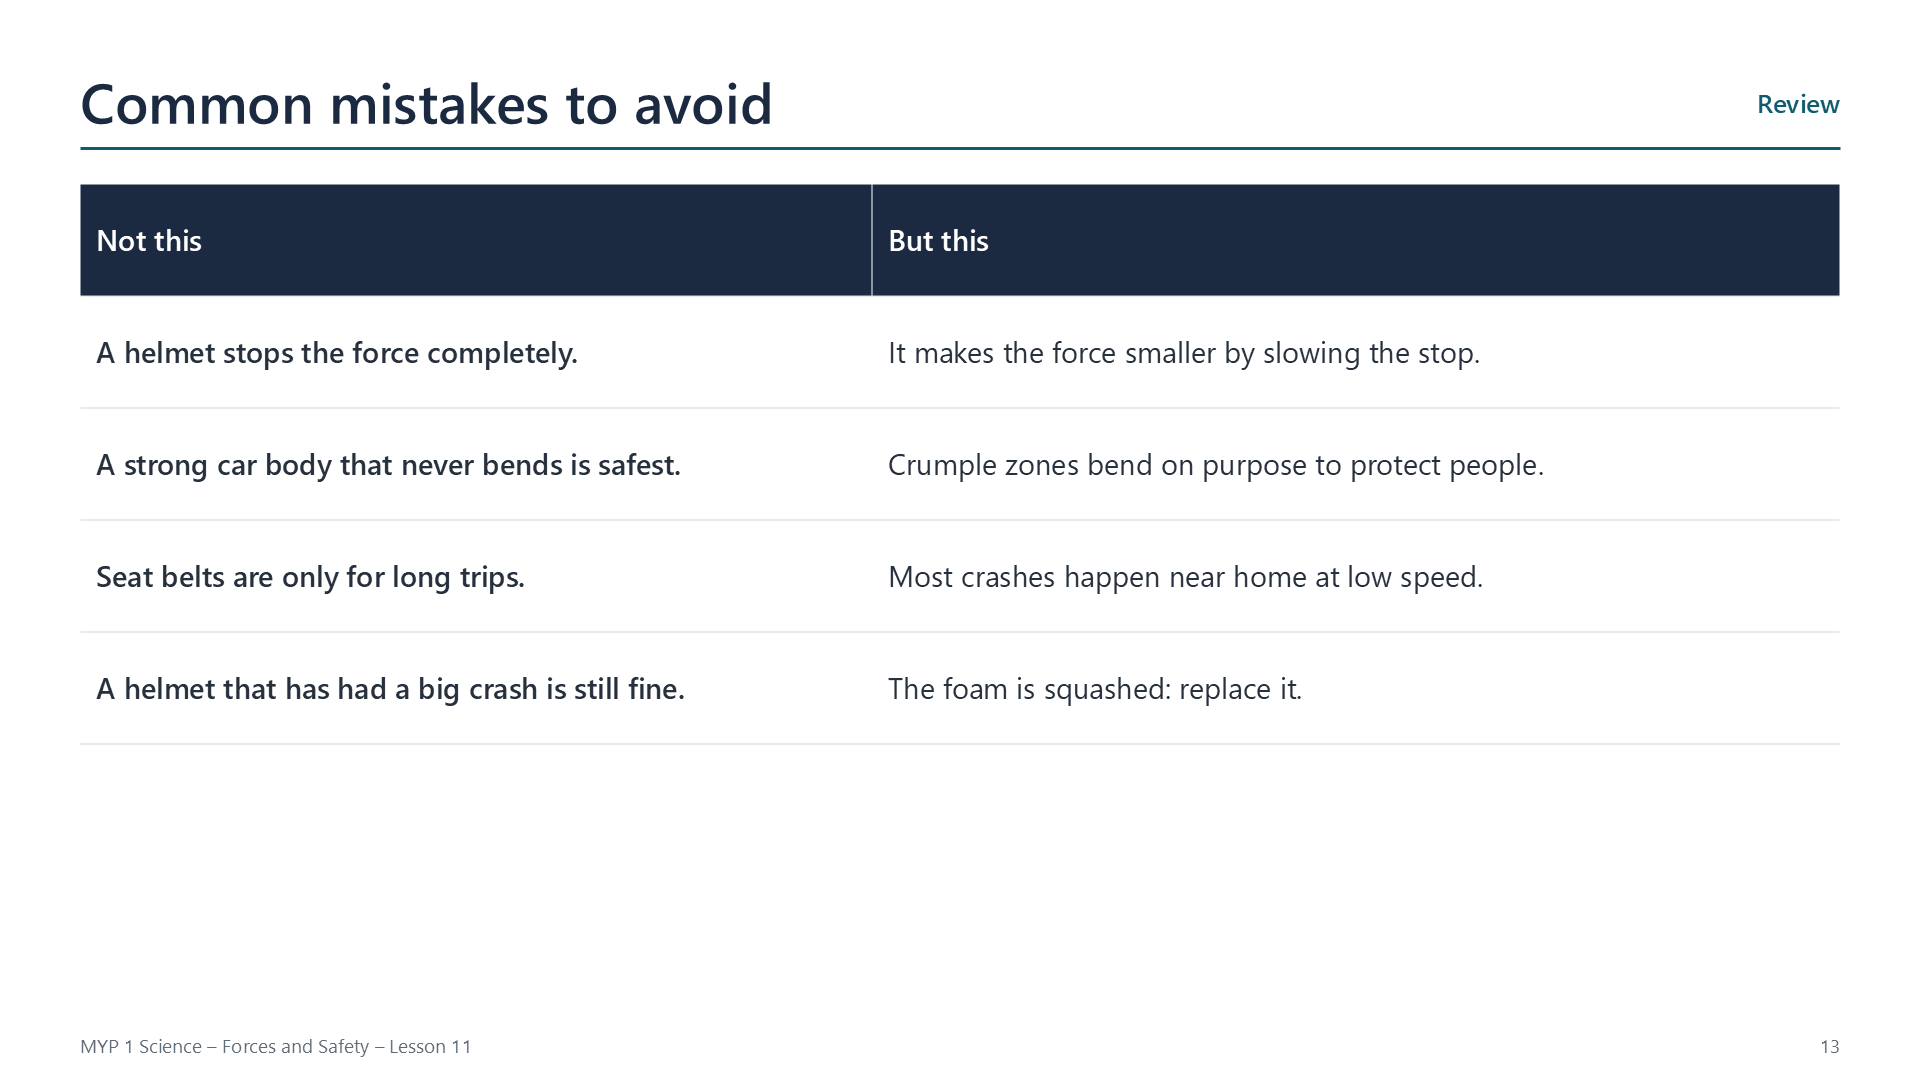 Common mistakes to avoid
Review
Not this
But this
A helmet stops the force completely.
It makes the force smaller by slowing the stop.
A strong car body that never bends is safest.
Crumple zones bend on purpose to protect people.
Seat belts are only for long trips.
Most crashes happen near home at low speed.
A helmet that has had a big crash is still fine.
The foam is squashed: replace it.
MYP 1 Science – Forces and Safety – Lesson 11
13